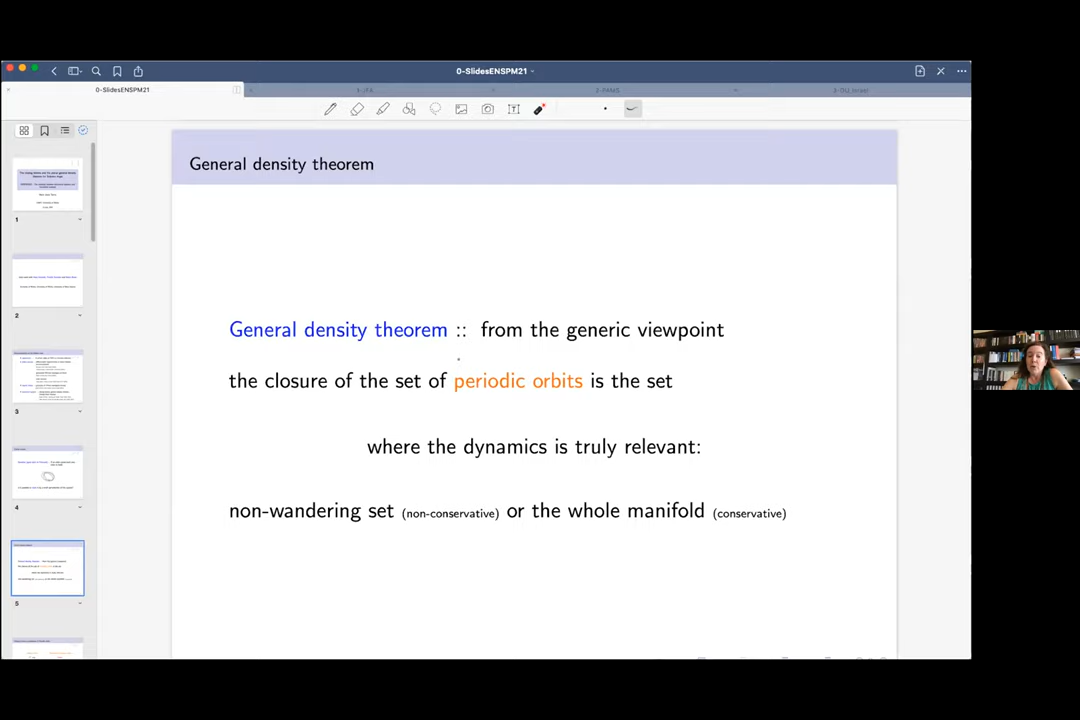 0-SlidesENSPM21
0-SlidesENSPM21
General density theorem
General density theorem :: from the generic viewpoint
the closure of the set of periodic orbits is the set
where the dynamics is truly relevant:
non-wandering set (non-conservative) or the whole manifold (conservative)
1
2
3
4
5